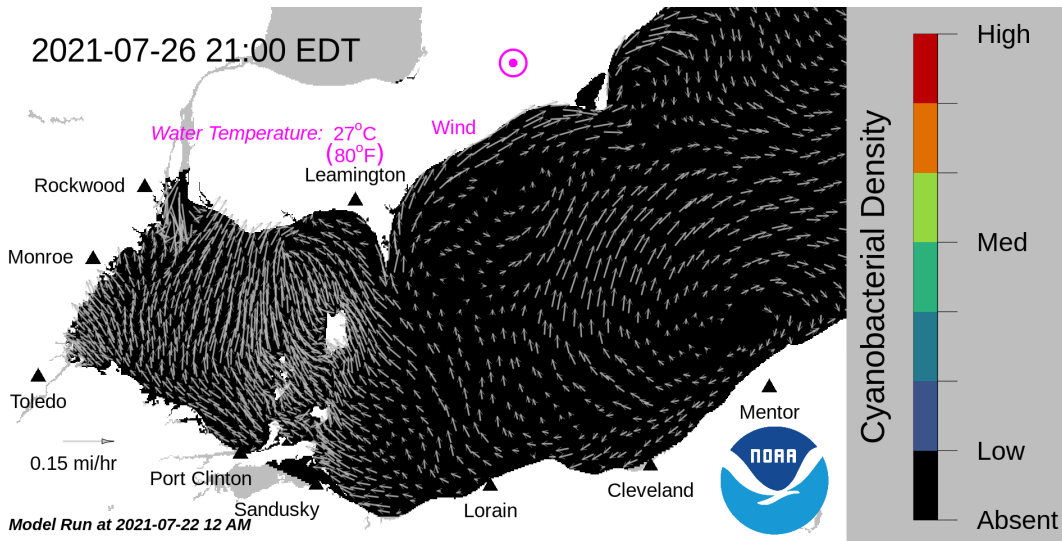 2021-07-26 21:00 EDT
Water Temperature: 27°C
(80°F)
Wind
Leamington
Rockwood
Monroe
Toledo
0.15 mi/hr
Port Clinton
Sandusky
Lorain
Cleveland
Mentor
NOAA
Model Run at 2021-07-22 12 AM
Cyanobacterial Density
High
Med
Low
Absent